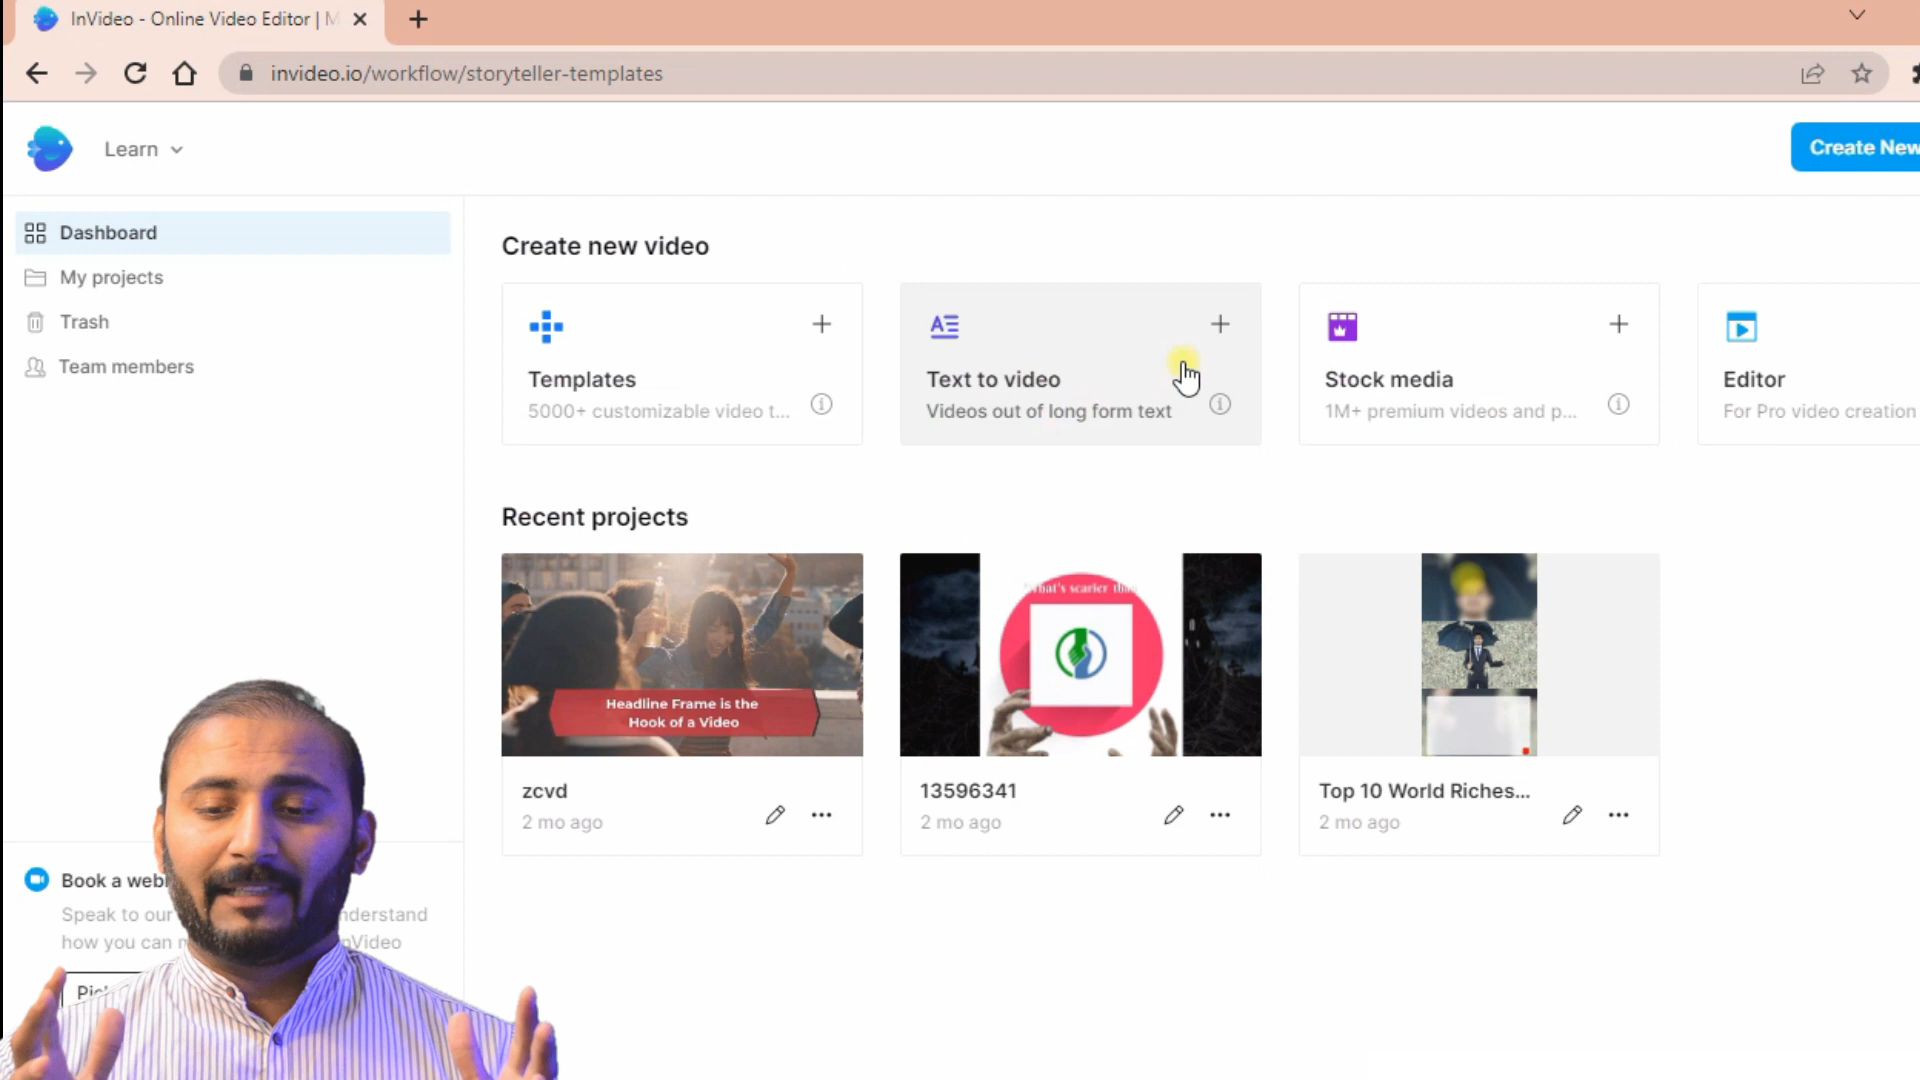 InVideo - Online Video Editor | M
invideo.io/workflow/storyteller-templates
Learn
Create New
Dashboard
My projects
Trash
Team members
Create new video
Templates
5000+ customizable video t...
Text to video
Videos out of long form text
Stock media
1M+ premium videos and p...
Editor
For Pro video creation
Recent projects
Headline Frame is the
Hook of a Video
zcvd
2 mo ago
What's scarier tha
13596341
2 mo ago
Top 10 World Riches...
2 mo ago
Book a web
Speak to our
how you can